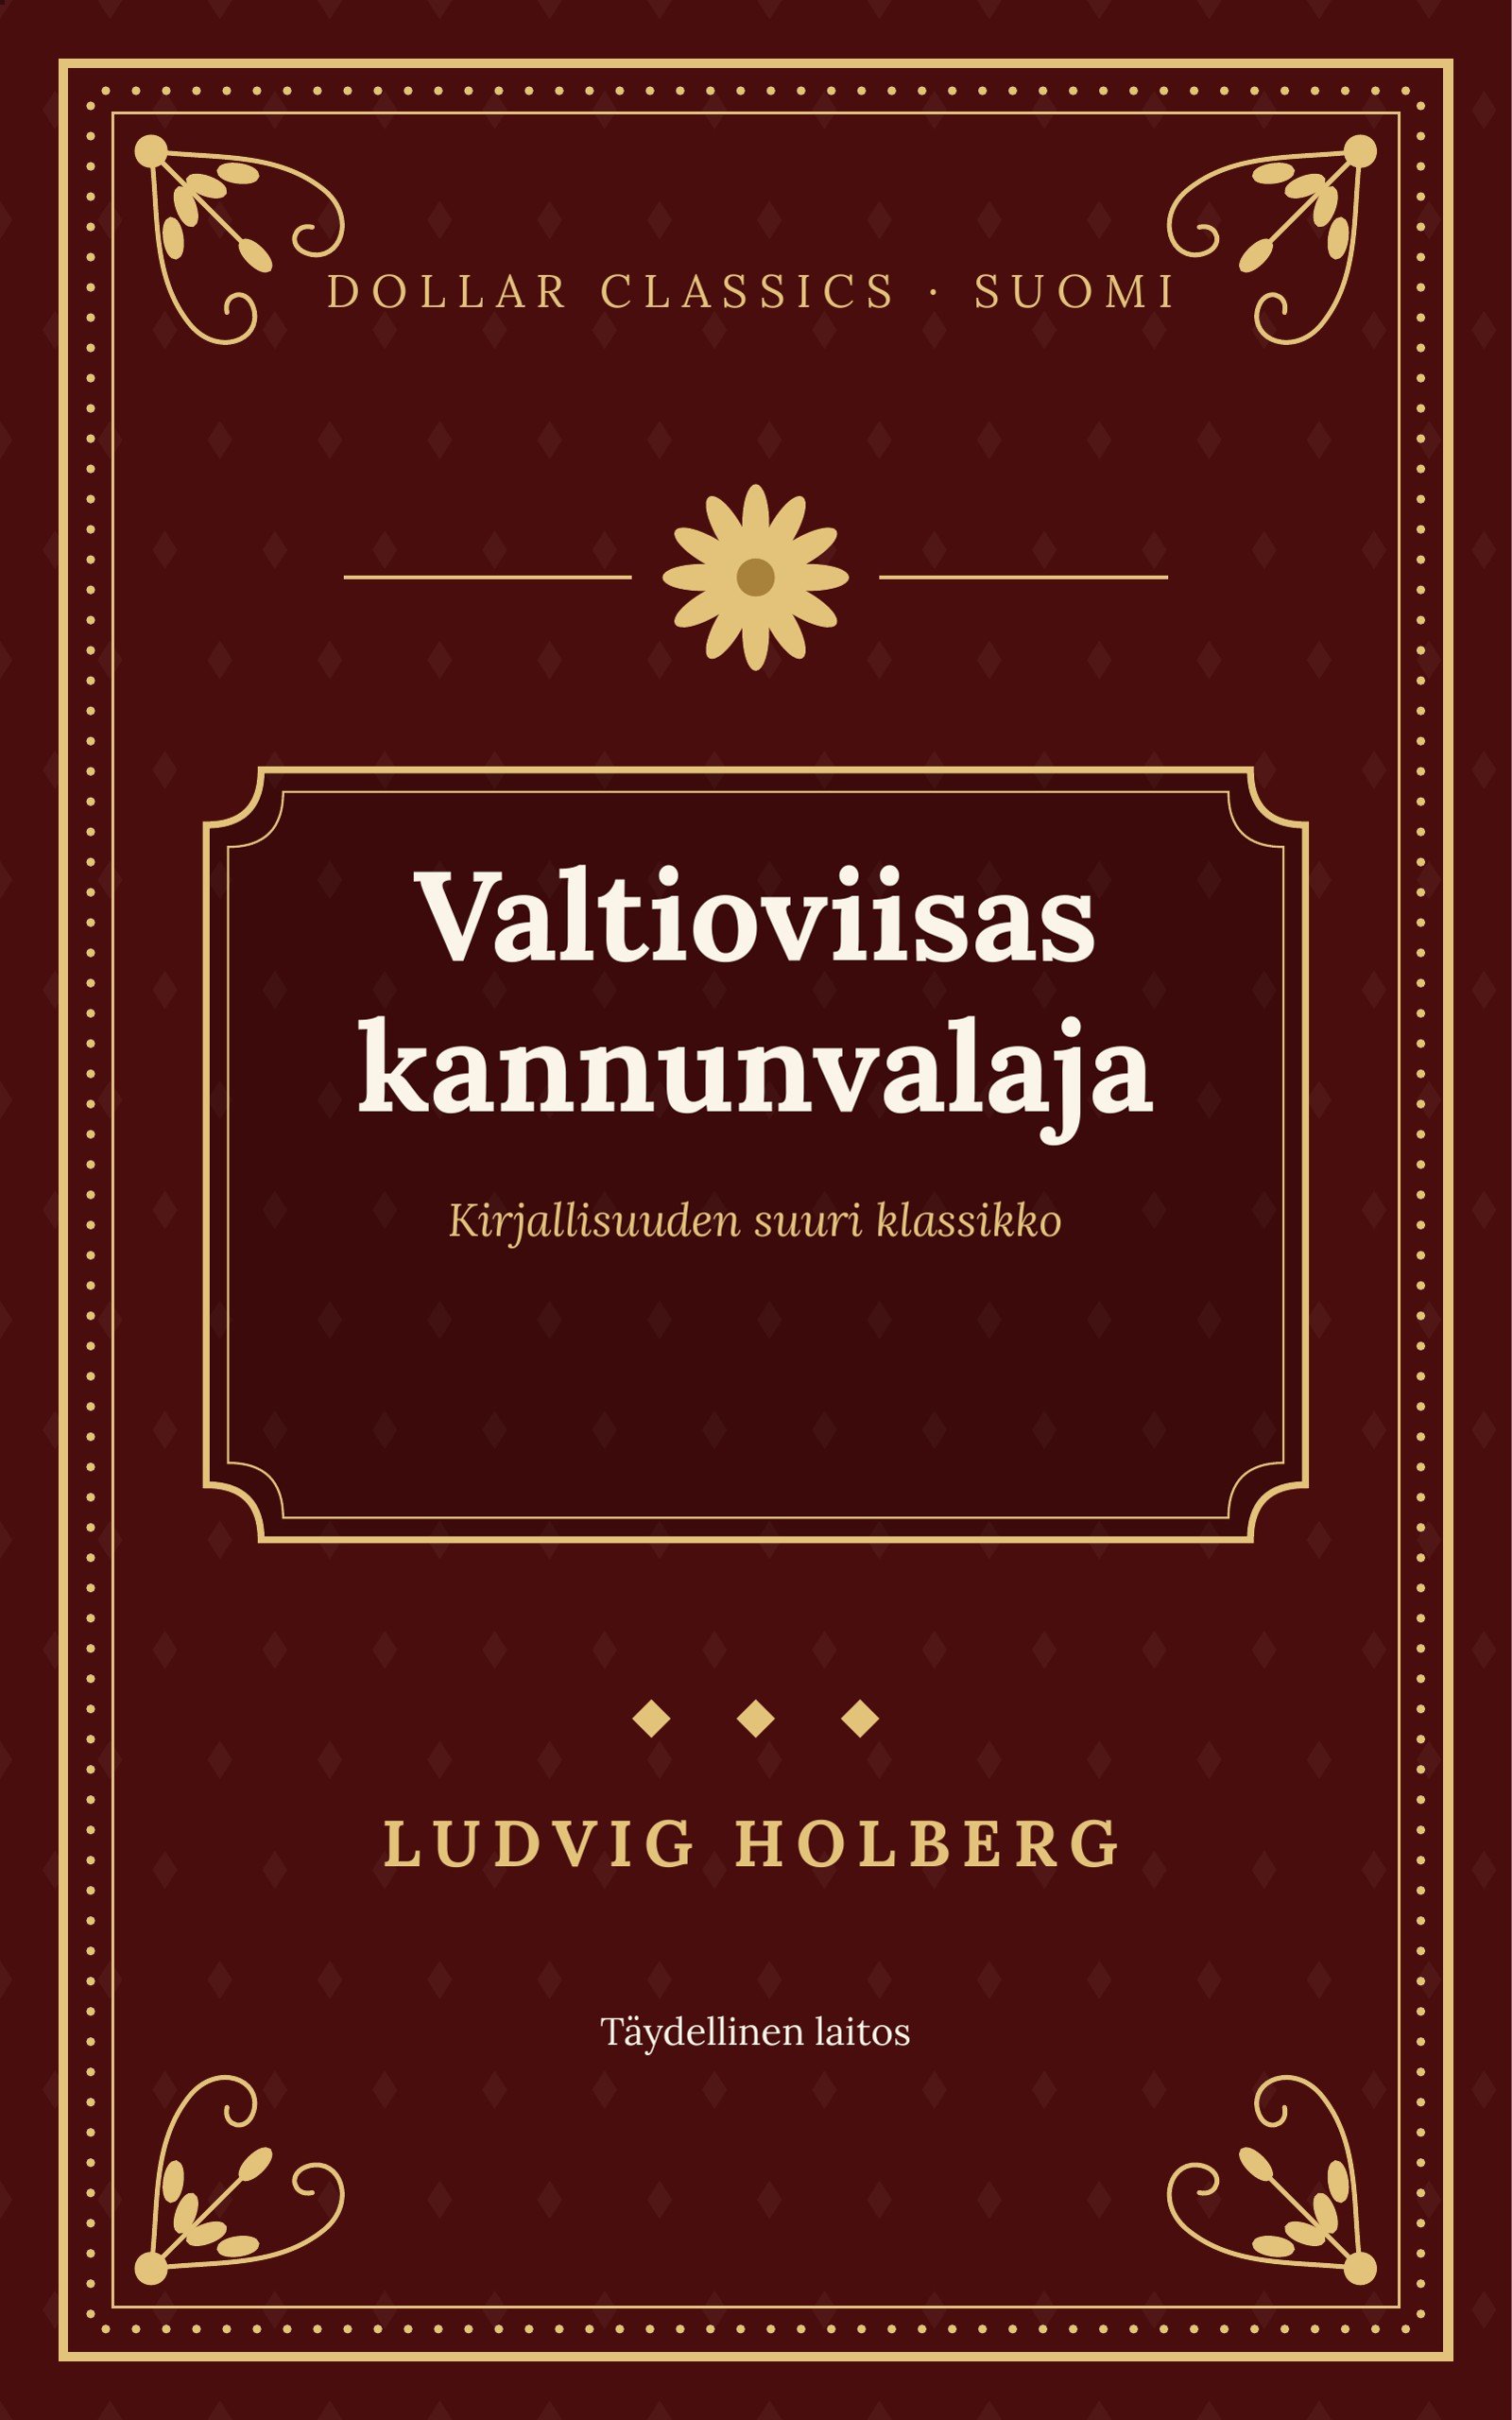 DOLLAR CLASSICS · SUOMI
Valtioviisas
kannunvalaja
Kirjallisuuden suuri klassikko
LUDVIG HOLBERG
Täydellinen laitos